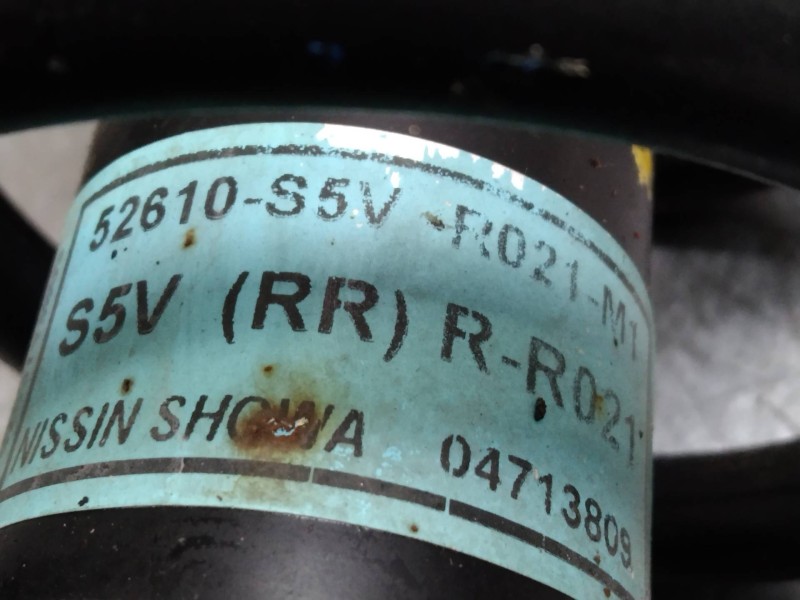 52610-S5V -R021-M1
S5V (RR) R-R021
NISSIN SHOWA 04713809